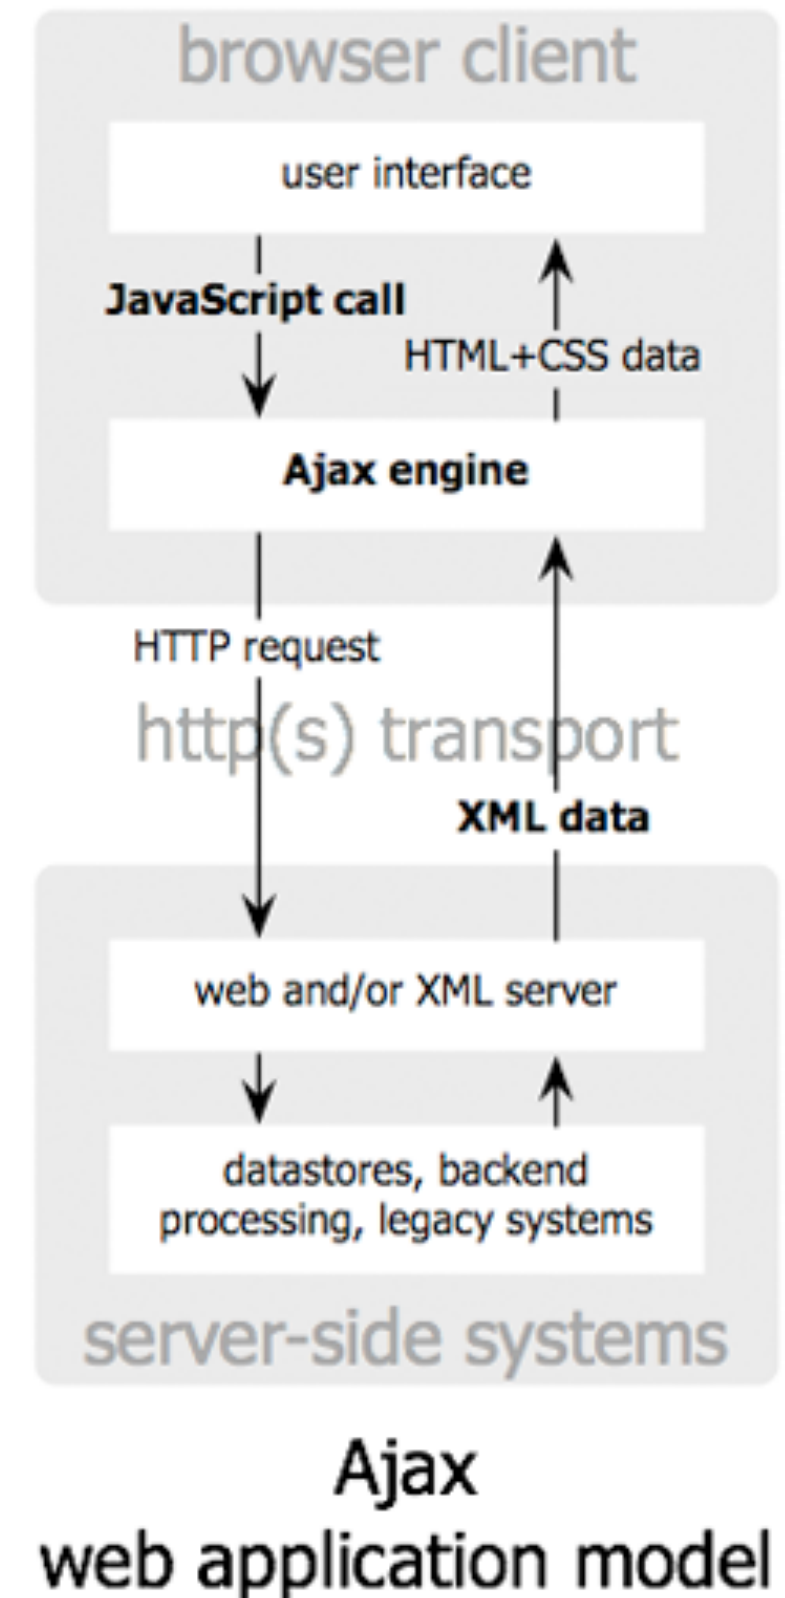 browser client
user interface
JavaScript call
HTML+CSS data
Ajax engine
HTTP request
http(s) transport
XML data
web and/or XML server
datastores, backend
processing, legacy systems
server-side systems
Ajax
web application model